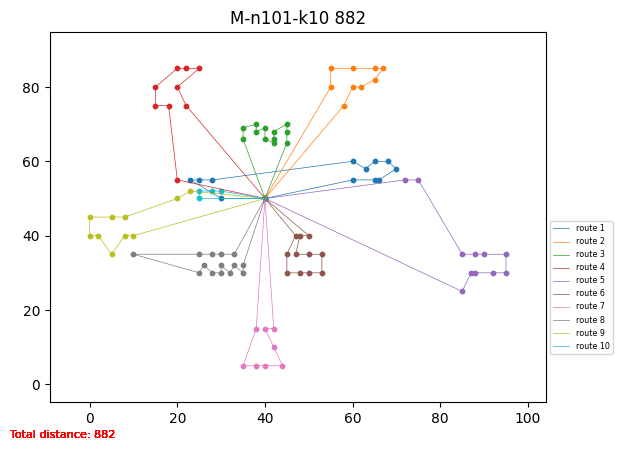 M-n101-k10 882
80
60
40
20
0
0 20 40 60 80 100
route 1
route 2
route 3
route 4
route 5
route 6
route 7
route 8
route 9
route 10
Total distance: 882